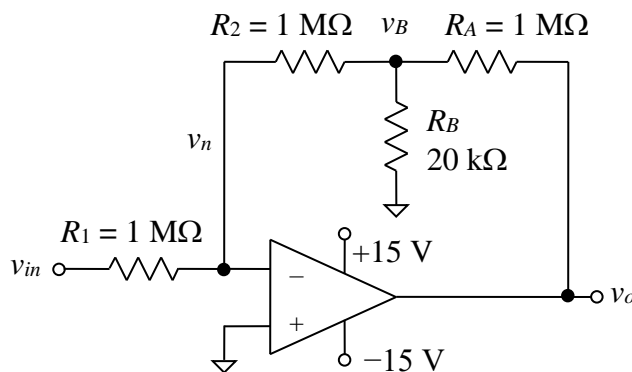 R2 = 1 MΩ
vB
RA = 1 MΩ
RB
20 kΩ
vn
R1 = 1 MΩ
vin
+15 V
−
+
vo
−15 V